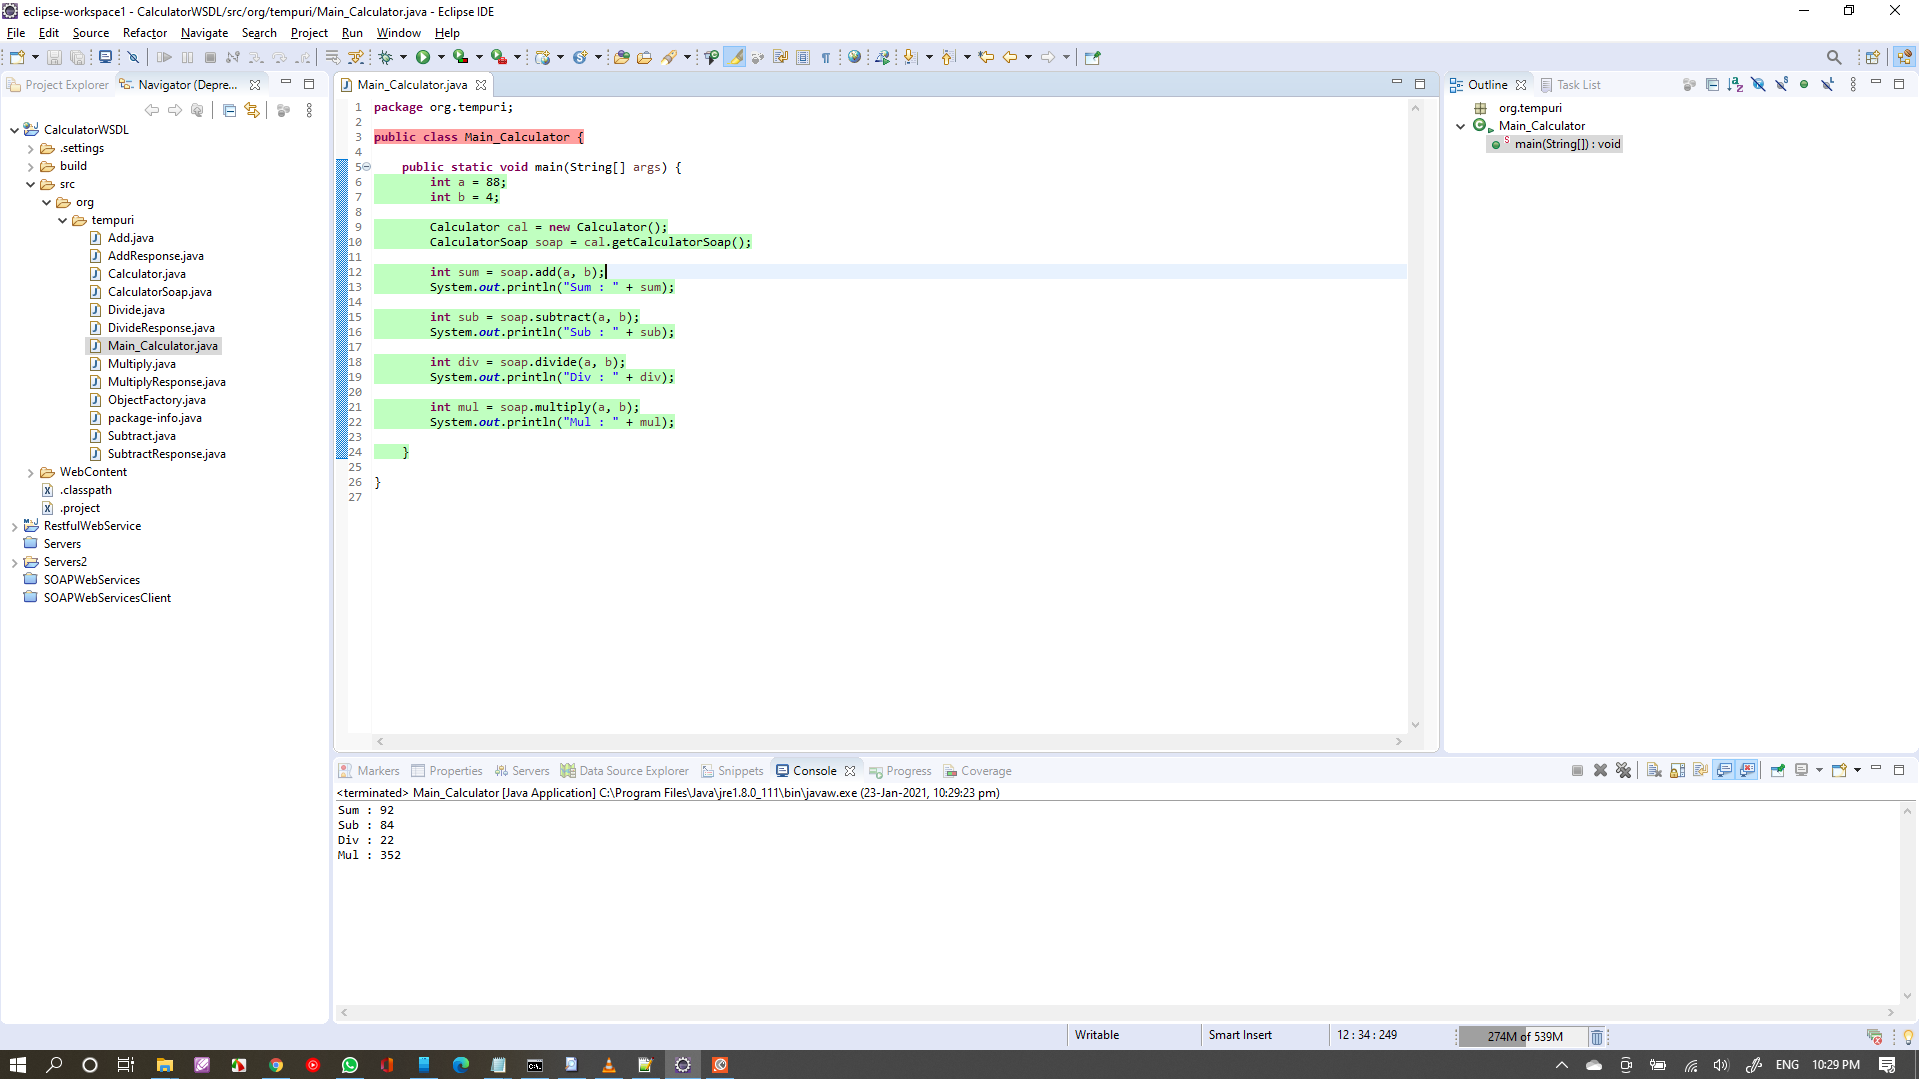 eclipse-workspace1 - CalculatorWSDL/src/org/tempuri/Main_Calculator.java - Eclipse IDE
File Edit Source Refactor Navigate Search Project Run Window Help
Project Explorer
Navigator (Depre...
CalculatorWSDL
.settings
build
src
org
tempuri
Add.java
AddResponse.java
Calculator.java
CalculatorSoap.java
Divide.java
DivideResponse.java
Main_Calculator.java
Multiply.java
MultiplyResponse.java
ObjectFactory.java
package-info.java
Subtract.java
SubtractResponse.java
WebContent
.classpath
.project
RestfulWebService
Servers
Servers2
SOAPWebServices
SOAPWebServicesClient
Main_Calculator.java
1 package org.tempuri;
2
3 public class Main_Calculator {
4
5 public static void main(String[] args) {
6 int a = 88;
7 int b = 4;
8
9 Calculator cal = new Calculator();
10 CalculatorSoap soap = cal.getCalculatorSoap();
11
12 int sum = soap.add(a, b);
13 System.out.println("Sum : " + sum);
14
15 int sub = soap.subtract(a, b);
16 System.out.println("Sub : " + sub);
17
18 int div = soap.divide(a, b);
19 System.out.println("Div : " + div);
20
21 int mul = soap.multiply(a, b);
22 System.out.println("Mul : " + mul);
23
24 }
25
26 }
27
Outline
Task List
org.tempuri
Main_Calculator
main(String[]) : void
Markers Properties Servers Data Source Explorer Snippets Console Progress Coverage
<terminated> Main_Calculator [Java Application] C:\Program Files\Java\jre1.8.0_111\bin\javaw.exe (23-Jan-2021, 10:29:23 pm)
Sum : 92
Sub : 84
Div : 22
Mul : 352
Writable
Smart Insert
12 : 34 : 249
274M of 539M
ENG
10:29 PM